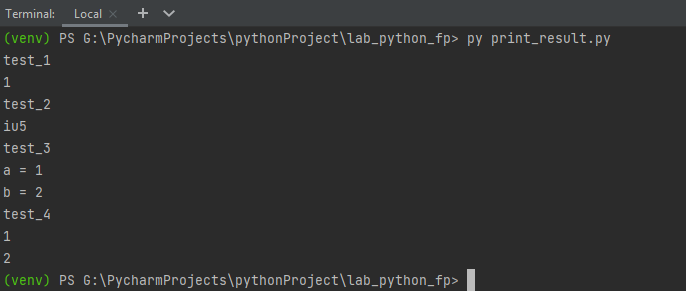 Terminal: Local × + ∨
(venv) PS G:\PycharmProjects\pythonProject\lab_python_fp> py print_result.py
test_1
1
test_2
iu5
test_3
a = 1
b = 2
test_4
1
2
(venv) PS G:\PycharmProjects\pythonProject\lab_python_fp>